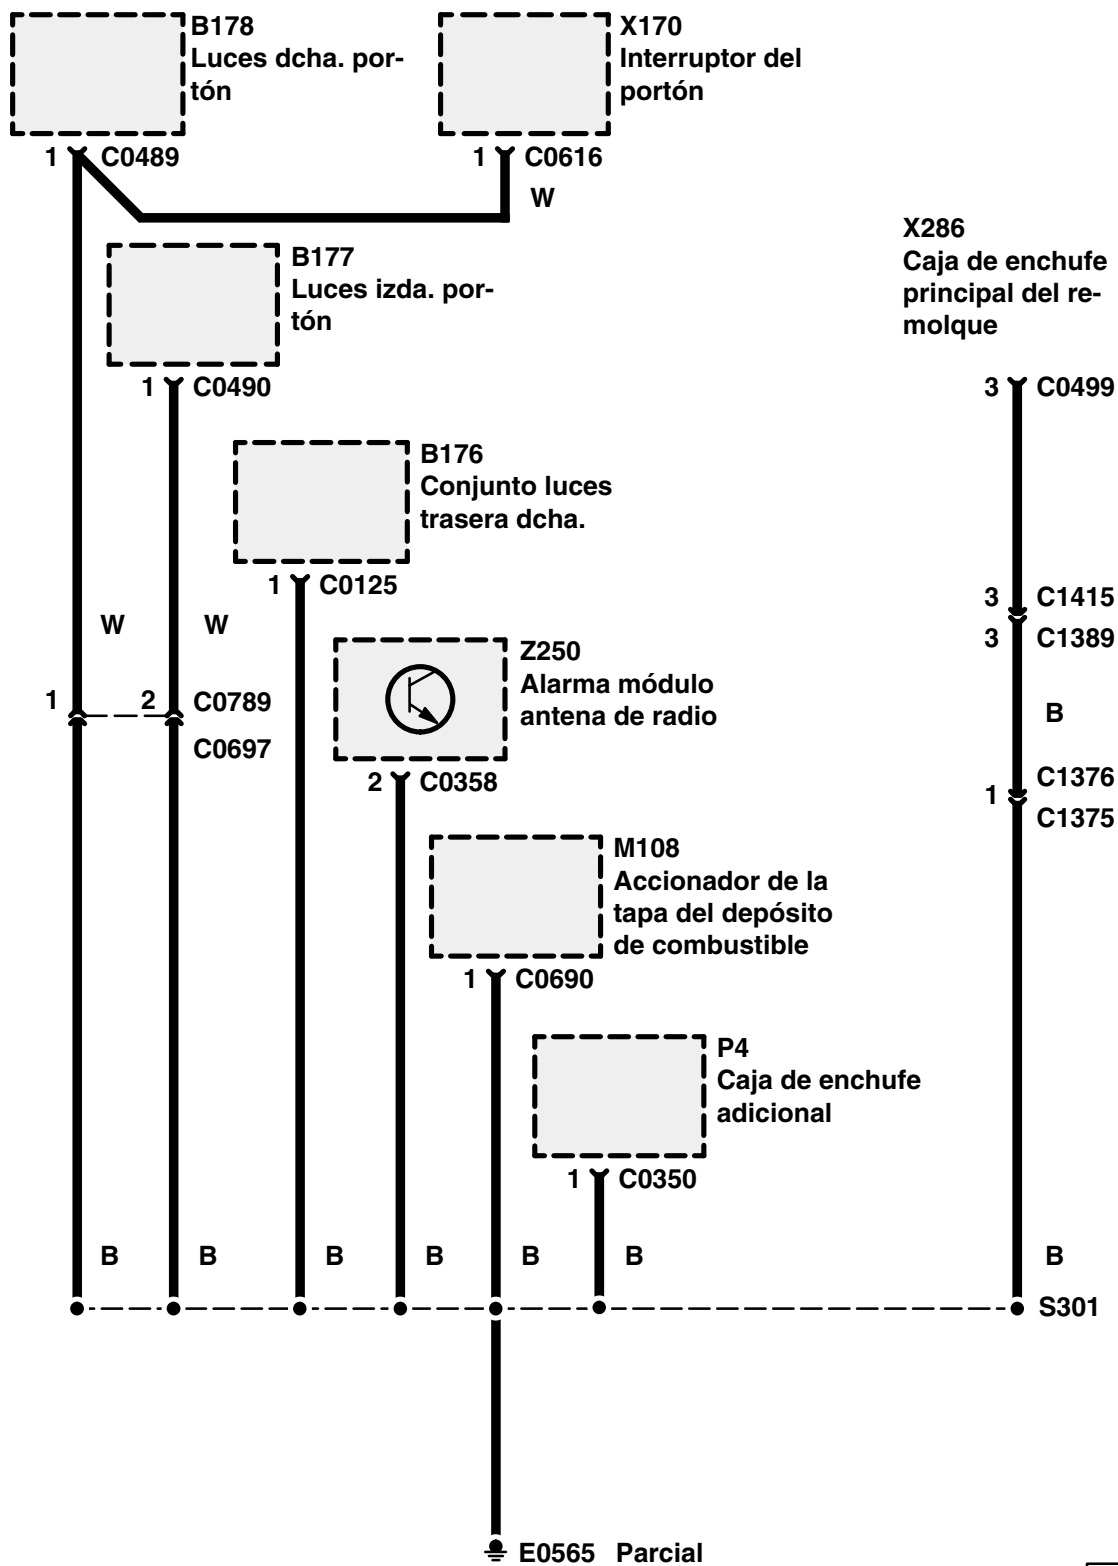 B178
Luces dcha. por-
tón
X170
Interruptor del
portón
1 C0489
1 C0616
W
B177
Luces izda. por-
tón
X286
Caja de enchufe
principal del re-
molque
1 C0490
3 C0499
B176
Conjunto luces
trasera dcha.
1 C0125
3 C1415
W W
3 C1389
Z250
Alarma módulo
antena de radio
1 2 C0789
C0697
B
2 C0358
C1376
1
C1375
M108
Accionador de la
tapa del depósito
de combustible
1 C0690
P4
Caja de enchufe
adicional
1 C0350
B B B B B B B
S301
E0565 Parcial